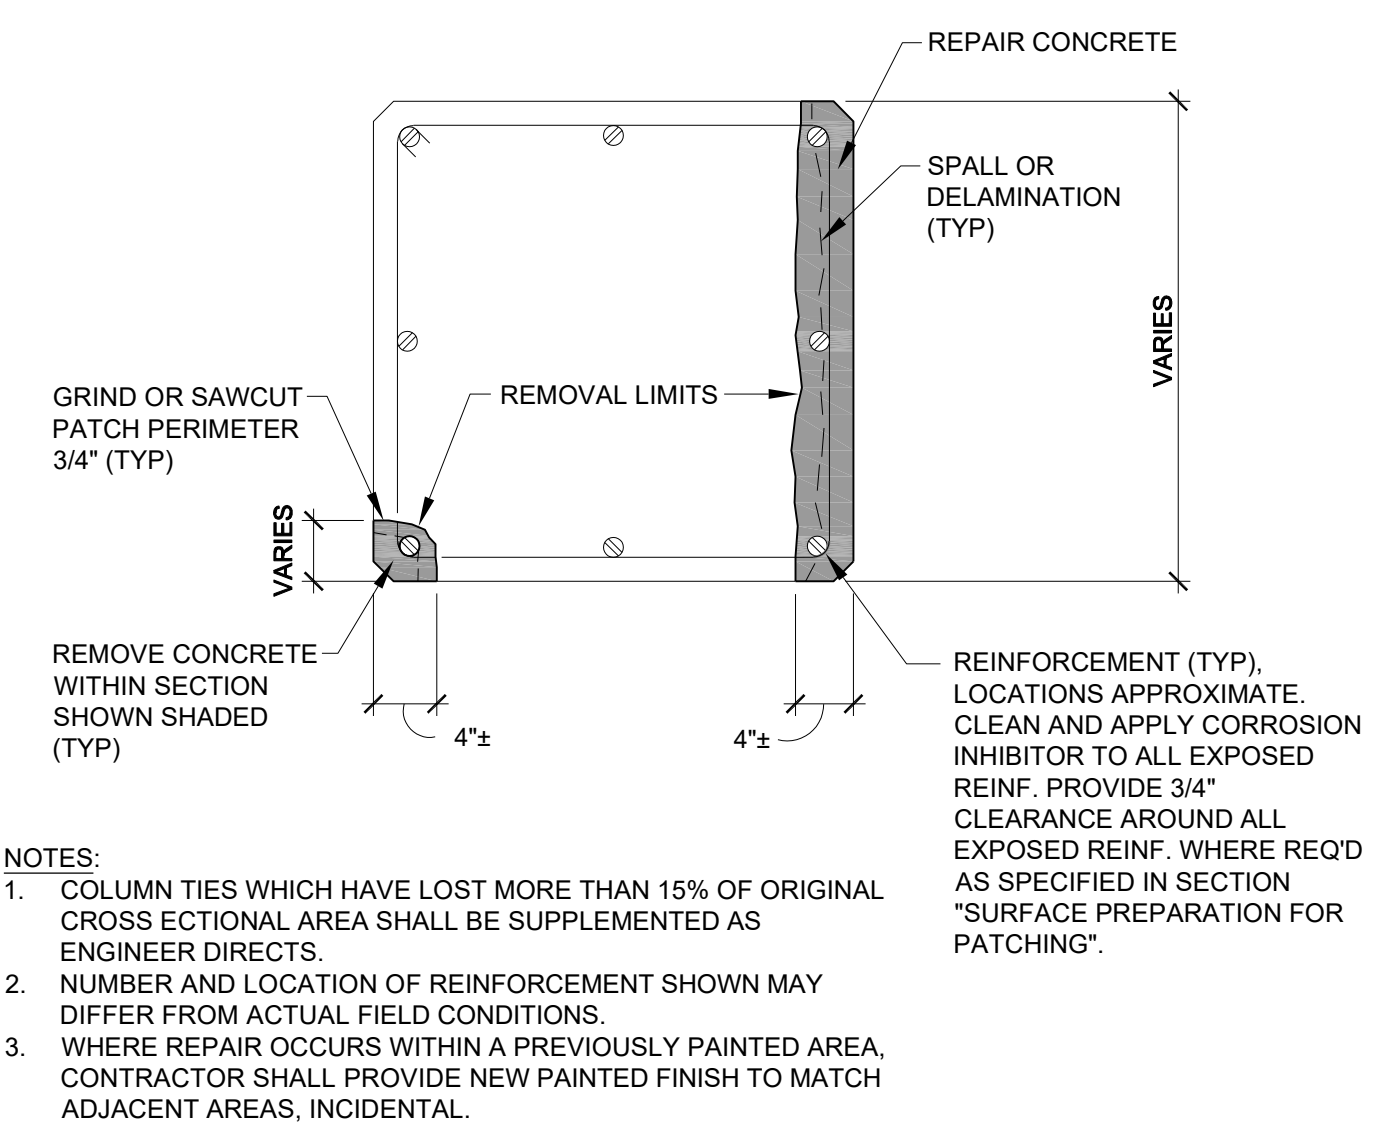 REPAIR CONCRETE
SPALL OR
DELAMINATION
(TYP)
VARIES
GRIND OR SAWCUT
PATCH PERIMETER
3/4" (TYP)
REMOVAL LIMITS
VARIES
REMOVE CONCRETE
WITHIN SECTION
SHOWN SHADED
(TYP)
4"±
4"±
REINFORCEMENT (TYP),
LOCATIONS APPROXIMATE.
CLEAN AND APPLY CORROSION
INHIBITOR TO ALL EXPOSED
REINF. PROVIDE 3/4"
CLEARANCE AROUND ALL
EXPOSED REINF. WHERE REQ'D
AS SPECIFIED IN SECTION
"SURFACE PREPARATION FOR
PATCHING".
NOTES:
1. COLUMN TIES WHICH HAVE LOST MORE THAN 15% OF ORIGINAL
CROSS ECTIONAL AREA SHALL BE SUPPLEMENTED AS
ENGINEER DIRECTS.
2. NUMBER AND LOCATION OF REINFORCEMENT SHOWN MAY
DIFFER FROM ACTUAL FIELD CONDITIONS.
3. WHERE REPAIR OCCURS WITHIN A PREVIOUSLY PAINTED AREA,
CONTRACTOR SHALL PROVIDE NEW PAINTED FINISH TO MATCH
ADJACENT AREAS, INCIDENTAL.